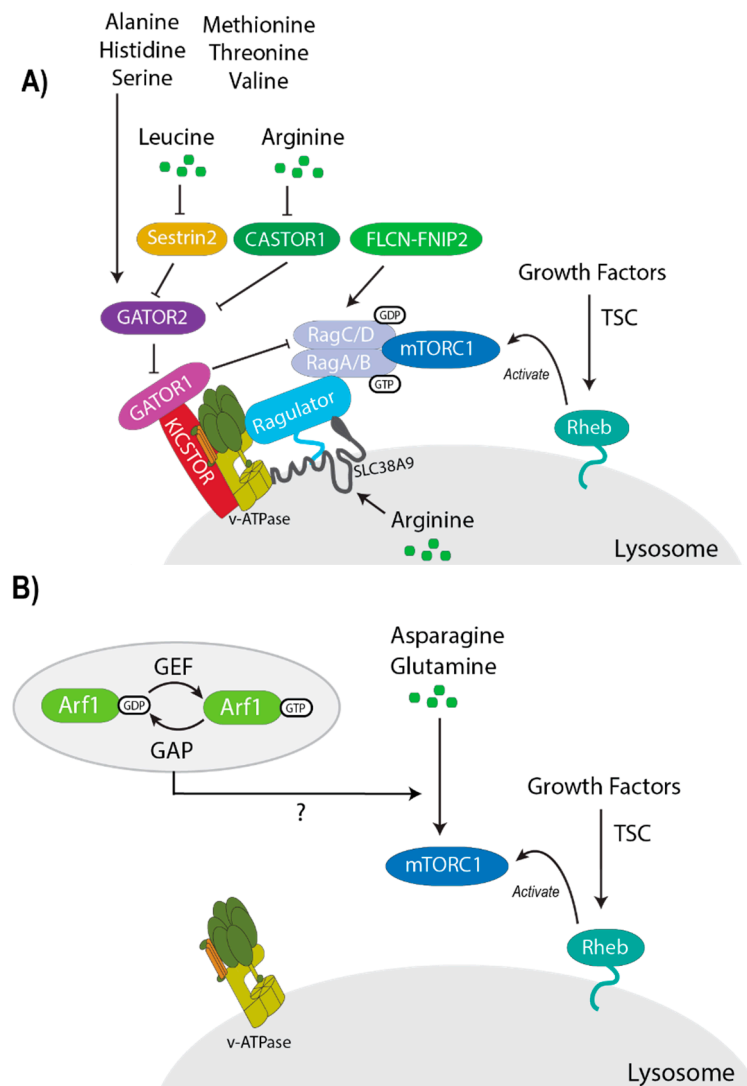 A)
Alanine
Histidine
Serine
Methionine
Threonine
Valine
Leucine
Arginine
Sestrin2
CASTOR1
FLCN-FNIP2
GATOR2
GDP
RagC/D
RagA/B
mTORC1
GTP
Growth Factors
TSC
Activate
Rheb
GATOR1
KICSTOR
Ragulator
SLC38A9
v-ATPase
Arginine
Lysosome
B)
GEF
Arf1
GDP
Arf1
GTP
GAP
?
Asparagine
Glutamine
Growth Factors
TSC
mTORC1
Activate
Rheb
v-ATPase
Lysosome